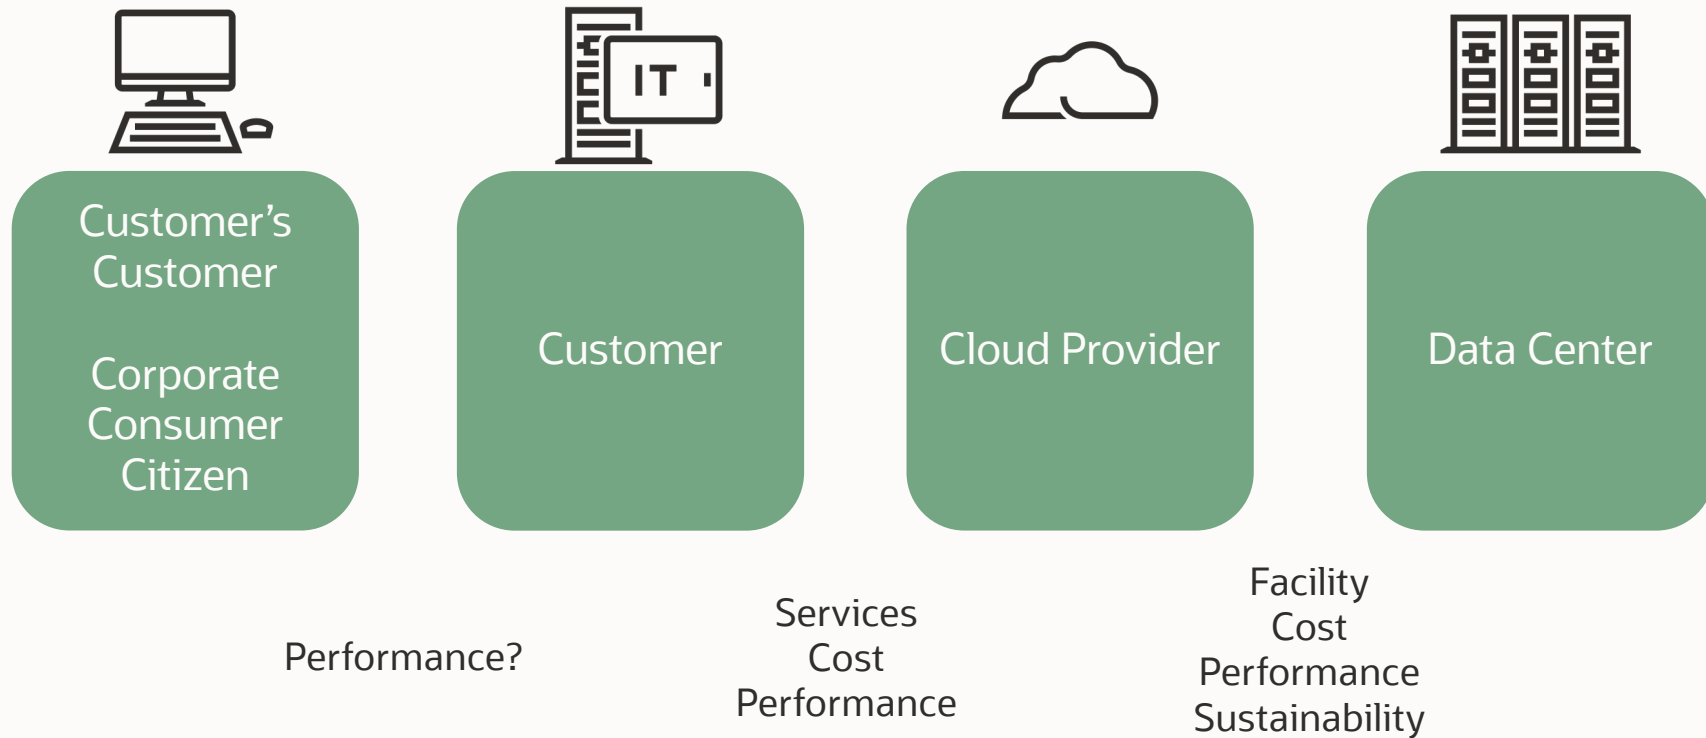 IT
Customer’s
Customer
Corporate
Consumer
Citizen
Customer
Cloud Provider
Data Center
Performance?
Services
Cost
Performance
Facility
Cost
Performance
Sustainability